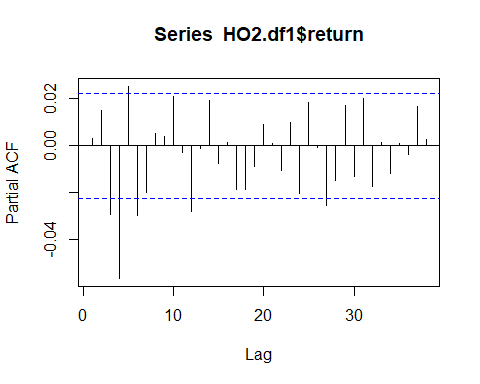 Series HO2.df1$return
Partial ACF
0.02
0.00
-0.04
0 10 20 30
Lag